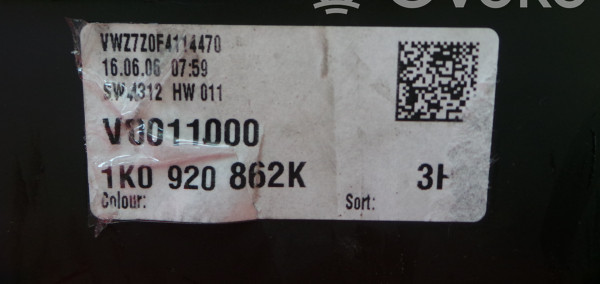 VWZ7Z0F4114470
16.06.06 07:59
SW 4312 HW 011
V0011000
1K0 920 862K
Colour: Sort: